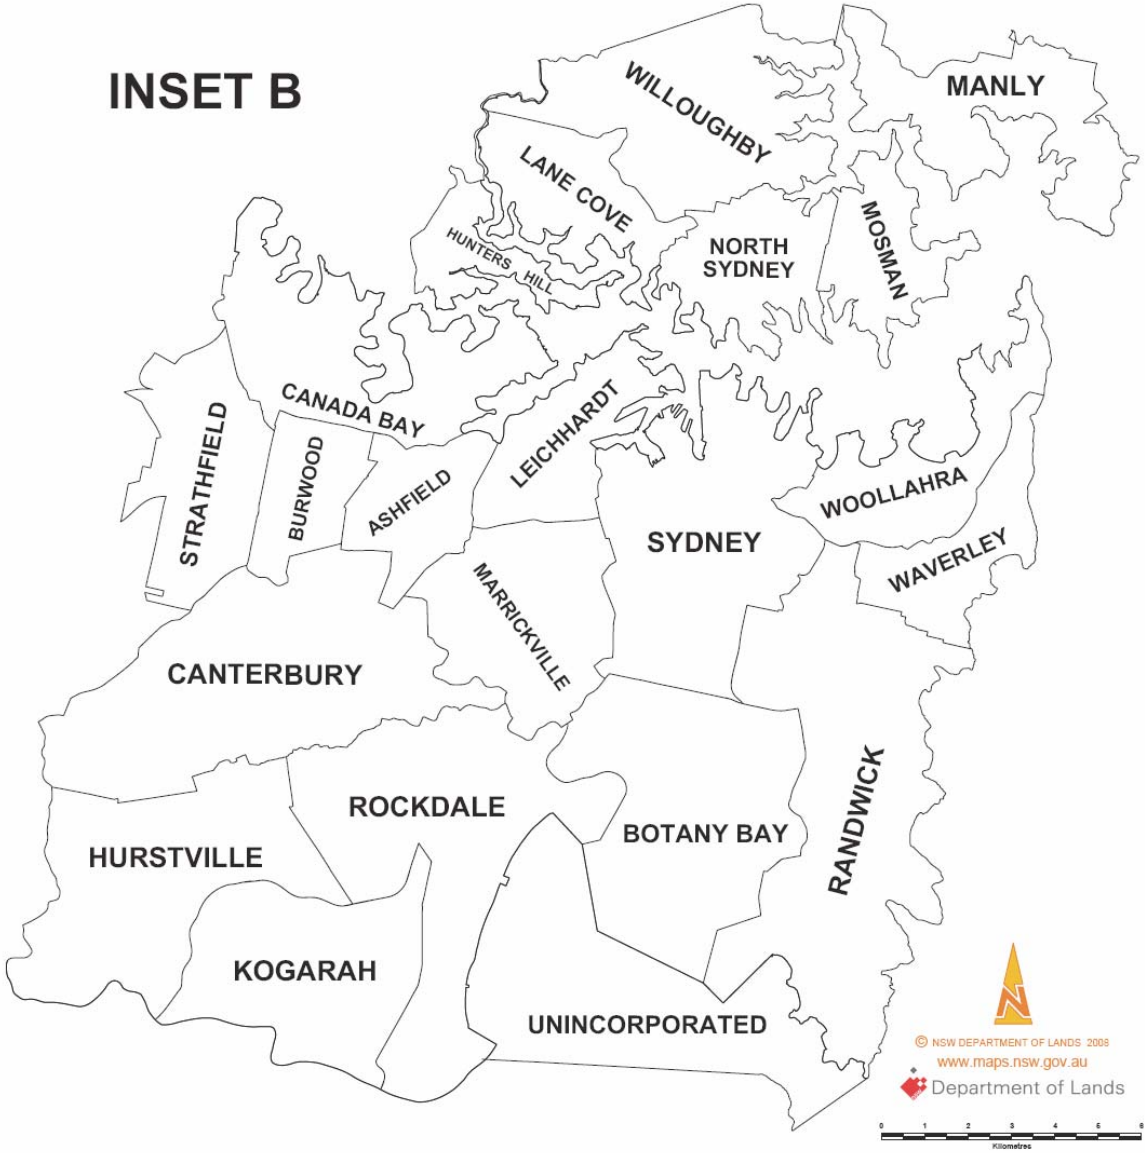 INSET B
WILLOUGHBY
MANLY
LANE COVE
HUNTERS HILL
NORTH
SYDNEY
MOSMAN
CANADA BAY
LEICHHARDT
STRATHFIELD
BURWOOD
ASHFIELD
WOOLLAHRA
SYDNEY
WAVERLEY
MARRICKVILLE
CANTERBURY
ROCKDALE
BOTANY BAY
RANDWICK
HURSTVILLE
KOGARAH
UNINCORPORATED
N
© NSW DEPARTMENT OF LANDS 2008
www.maps.nsw.gov.au
Department of Lands
0 1 2 3 4 5 6
Kilometres